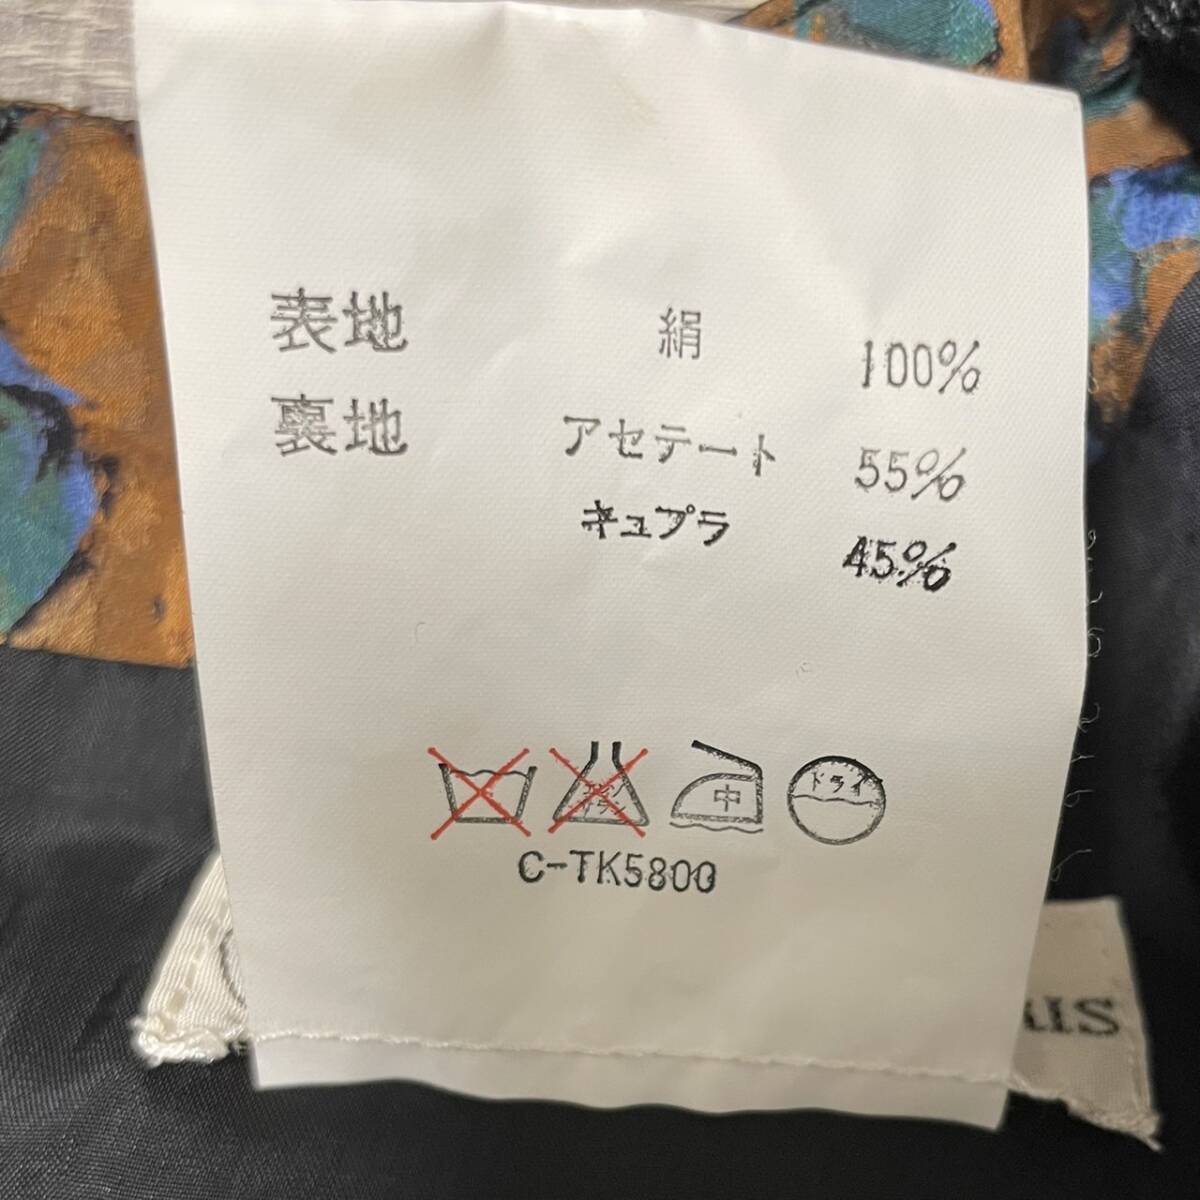 表地 絹 100%
裏地 アセテート 55%
キュプラ 45%
中 ドライ
C-TK5800